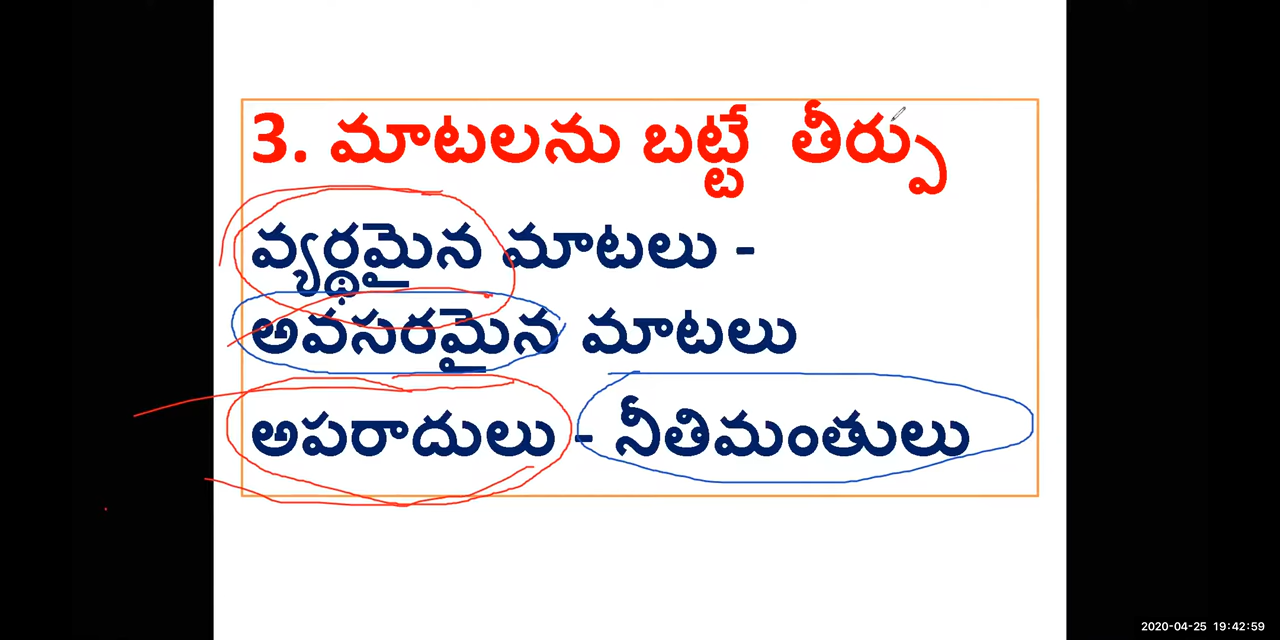 3. మాటలను బట్టే తీర్పు
వ్యర్థమైన మాటలు -
అవసరమైన మాటలు
అపరాదులు - నీతిమంతులు
2020-04-25 19:42:59